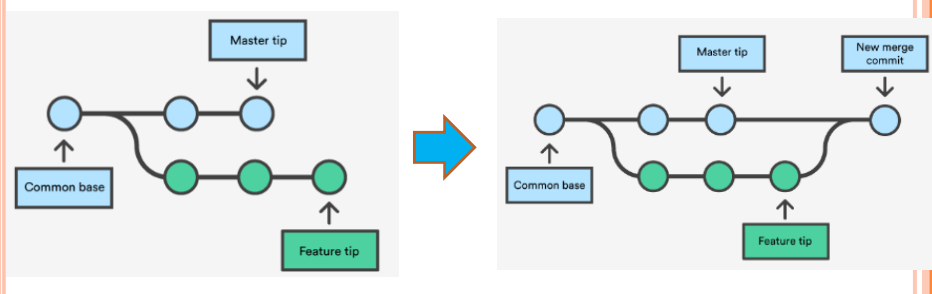 Master tip
Common base
Feature tip
Master tip
New merge
commit
Common base
Feature tip